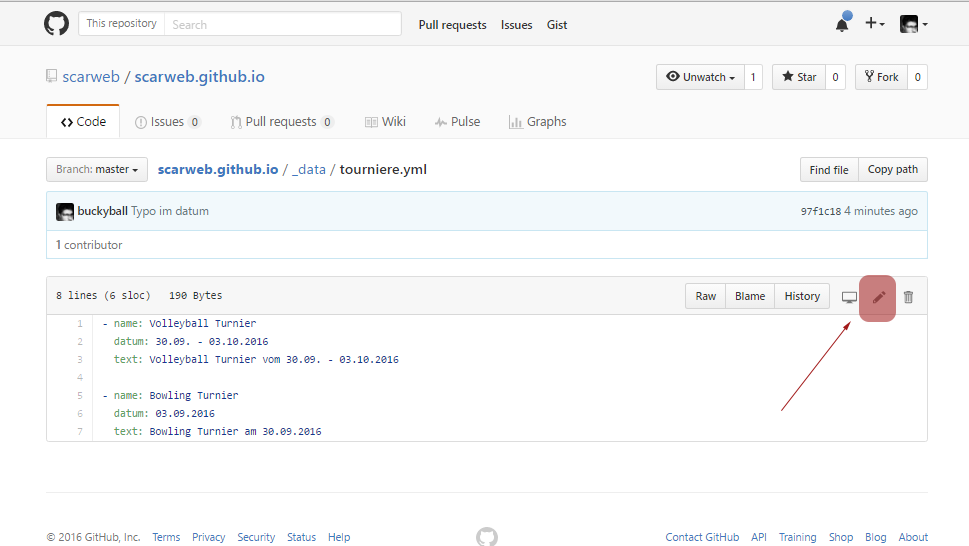 This repository Search Pull requests Issues Gist
scarweb / scarweb.github.io Unwatch 1 Star 0 Fork 0
Code Issues 0 Pull requests 0 Wiki Pulse Graphs
Branch: master scarweb.github.io / _data / tourniere.yml Find file Copy path
buckyball Typo im datum 97f1c18 4 minutes ago
1 contributor
8 lines (6 sloc) 190 Bytes Raw Blame History
1 - name: Volleyball Turnier
2 datum: 30.09. - 03.10.2016
3 text: Volleyball Turnier vom 30.09. - 03.10.2016
4
5 - name: Bowling Turnier
6 datum: 03.09.2016
7 text: Bowling Turnier am 30.09.2016
© 2016 GitHub, Inc. Terms Privacy Security Status Help Contact GitHub API Training Shop Blog About